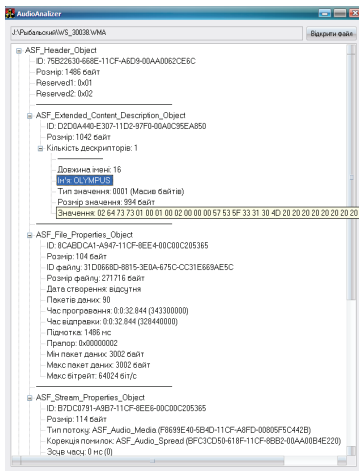 AudioAnalizer
J:\Рыбальский\WS_30038.WMA
Відкрити файл
ASF_Header_Object
ID: 75B22630-668E-11CF-A6D9-00AA0062CE6C
Розмір: 1486 байт
Reserved1: 0x01
Reserved2: 0x02
ASF_Extended_Content_Description_Object
ID: D2D0A440-E307-11D2-97F0-00A0C95EA850
Розмір: 1042 байт
Кількість дескрипторів: 1
Довжина імені: 16
Ім'я: OLYMPUS
Тип значення: 0001 (Масив байтів)
Розмір значення: 994 байт
Значення: 02 64 73 73 01 00 01 00 02 00 00 00 57 53 5F 33 31 30 4D 20 20 20 20 20 20 20
ASF_File_Properties_Object
ID: 8CABDCA1-A947-11CF-8EE4-00C00C205365
Розмір: 104 байт
ID файлу: 31D0668D-8815-3E0A-675C-CC31E669AE5C
Розмір файлу: 271716 байт
Дата створення: відсутня
Пакетів даних: 90
Час програвання: 0:0:32.844 (343300000)
Час відправки: 0:0:32.844 (328440000)
Підмотка: 1486 мс
Прапор: 0x00000002
Мін пакет даних: 3002 байт
Макс пакет даних: 3002 байт
Макс бітрейт: 64024 біт/с
ASF_Stream_Properties_Object
ID: B7DC0791-A9B7-11CF-8EE6-00C00C205365
Розмір: 114 байт
Тип потоку: ASF_Audio_Media (F8699E40-5B4D-11CF-A8FD-00805F5C442B)
Корекція помилок: ASF_Audio_Spread (BFC3CD50-618F-11CF-8BB2-00AA00B4E220)
Зсув часу: 0 мс (0)